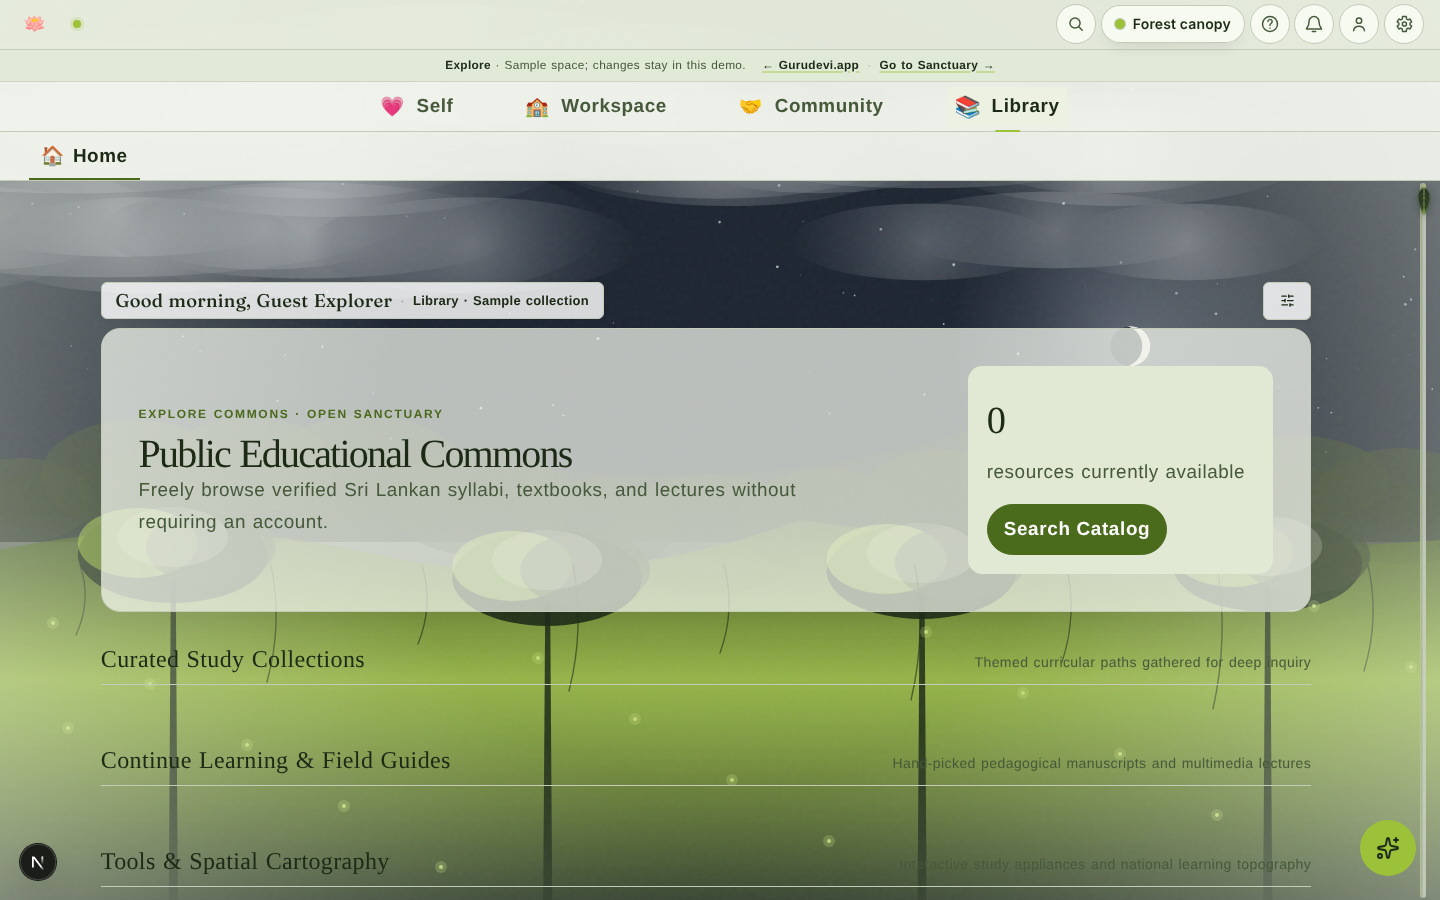 Forest canopy
Explore · Sample space; changes stay in this demo. ← Gurudevi.app · Go to Sanctuary →
Self
Workspace
Community
Library
Home
Good morning, Guest Explorer · Library · Sample collection
EXPLORE COMMONS · OPEN SANCTUARY
Public Educational Commons
Freely browse verified Sri Lankan syllabi, textbooks, and lectures without
requiring an account.
0
resources currently available
Search Catalog
Curated Study Collections
Themed curricular paths gathered for deep inquiry
Continue Learning & Field Guides
Hand-picked pedagogical manuscripts and multimedia lectures
Tools & Spatial Cartography
Interactive study appliances and national learning topography
N